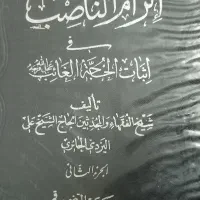 إلزام الناصب
في
إثبات الحجة الغائب
تأليف
شيخ الفقهاء والمحدثين الحاج الشيخ علي
اليزدي الحائري
الجزء الثاني